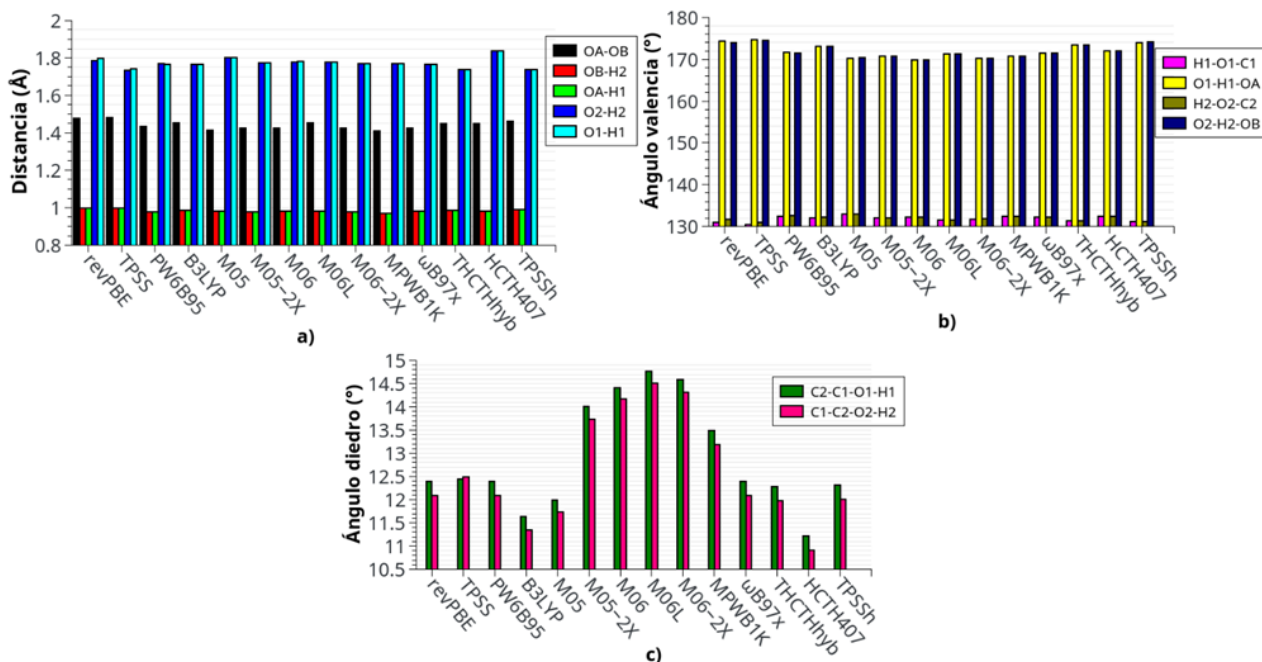 Distancia (Å)
2
1.8
1.6
1.4
1.2
1
0.8
OA-OB
OB-H2
OA-H1
O2-H2
O1-H1
revPBE
TPSS
PW6B95
B3LYP
M05
M05-2X
M06
M06L
M06-2X
MPWB1K
ωB97x
THCTHhyb
HCTH407
TPSSh
a)
Ángulo valencia (°)
180
170
160
150
140
130
H1-O1-C1
O1-H1-OA
H2-O2-C2
O2-H2-OB
revPBE
TPSS
PW6B95
B3LYP
M05
M05-2X
M06
M06L
M06-2X
MPWB1K
ωB97x
THCTHhyb
HCTH407
TPSSh
b)
Ángulo diedro (°)
15
14.5
14
13.5
13
12.5
12
11.5
11
10.5
C2-C1-O1-H1
C1-C2-O2-H2
revPBE
TPSS
PW6B95
B3LYP
M05
M05-2X
M06
M06L
M06-2X
MPWB1K
ωB97x
THCTHhyb
HCTH407
TPSSh
c)